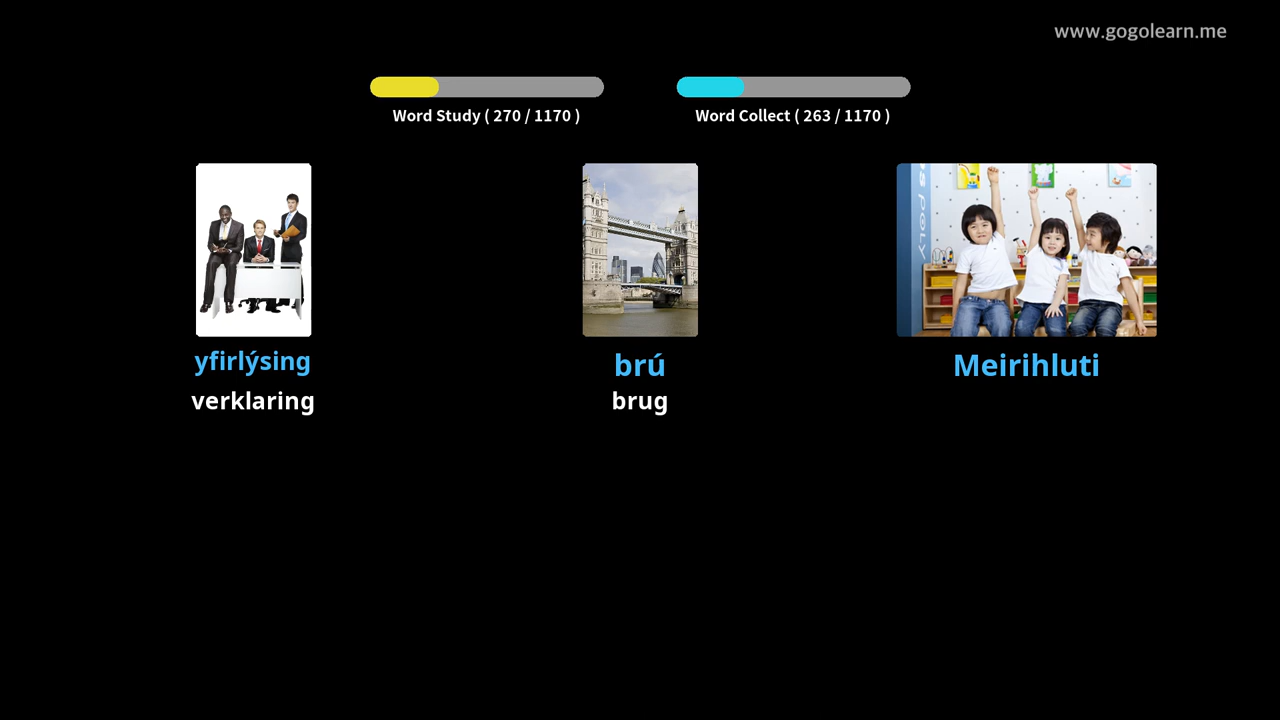 www.gogolearn.me
Word Study ( 270 / 1170 )
Word Collect ( 263 / 1170 )
yfirlýsing
verklaring
brú
brug
Meirihluti